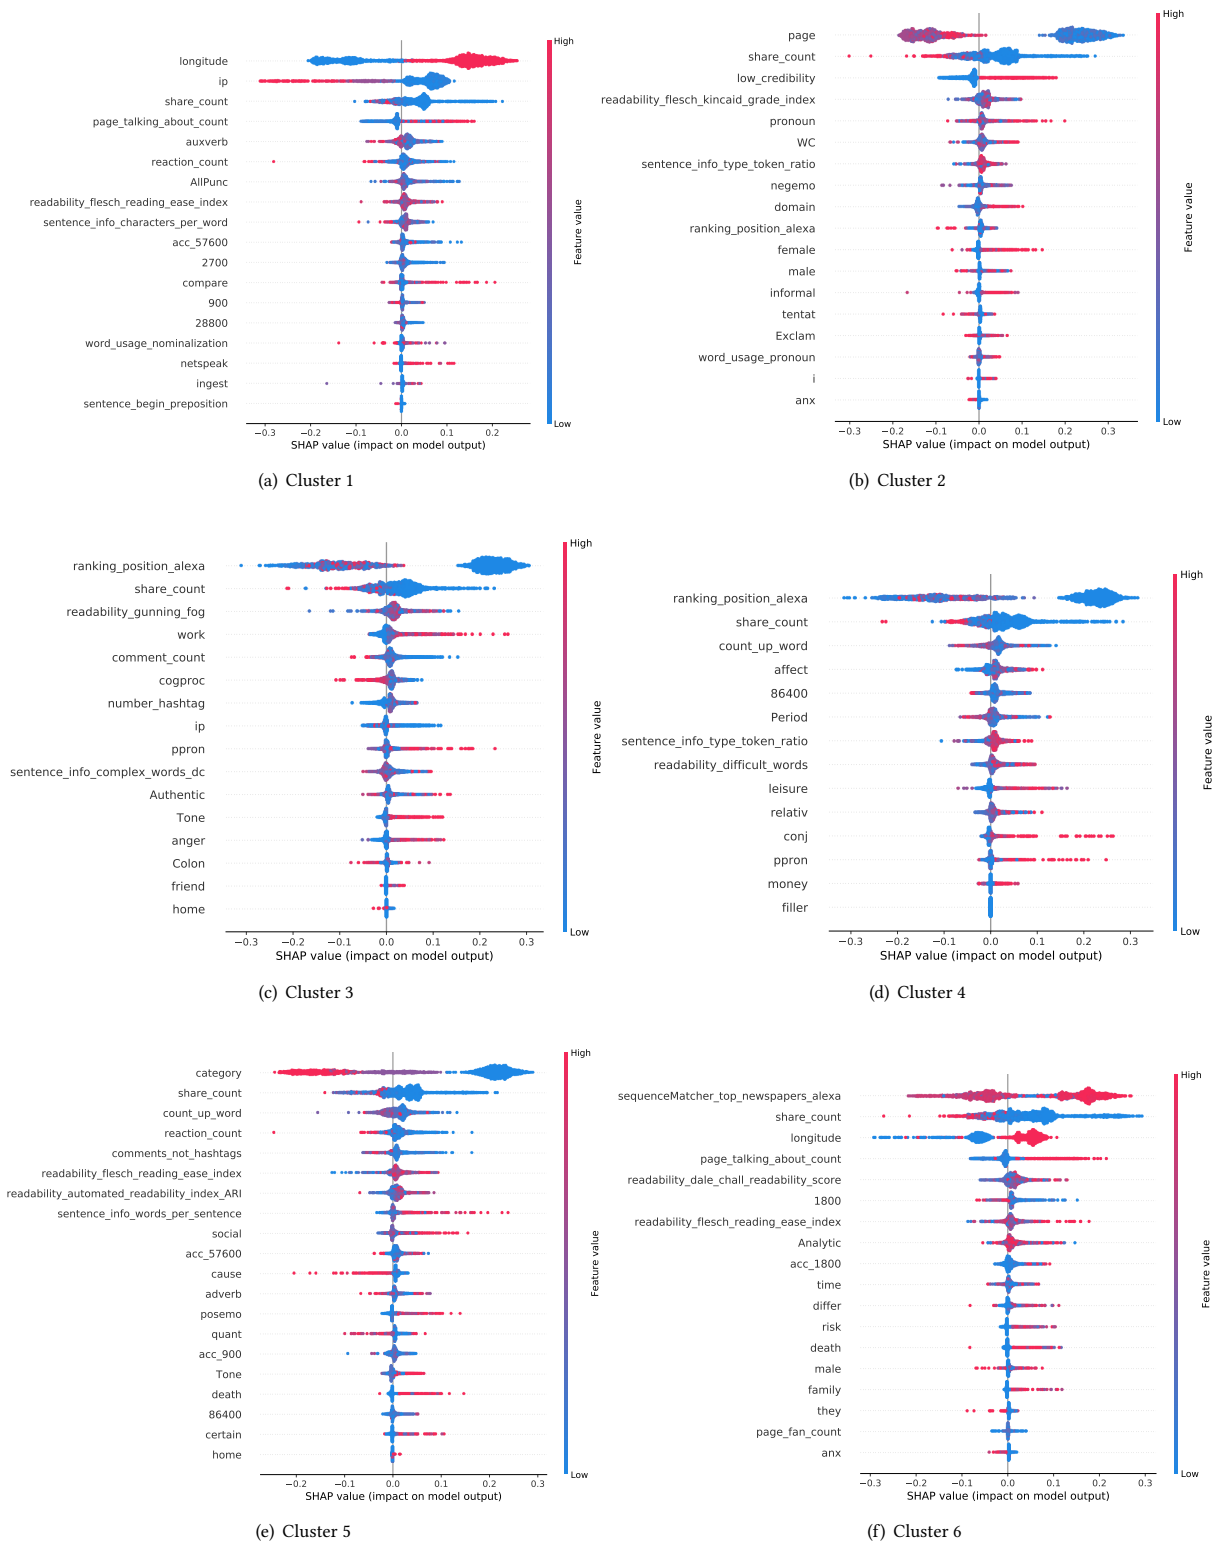 High
longitude
ip
share_count
page_talking_about_count
auxverb
reaction_count
AllPunc
readability_flesch_reading_ease_index
sentence_info_characters_per_word
acc_57600
2700
compare
900
28800
word_usage_nominalization
netspeak
ingest
sentence_begin_preposition
Feature value
Low
−0.3 −0.2 −0.1 0.0 0.1 0.2
SHAP value (impact on model output)
(a) Cluster 1
High
page
share_count
low_credibility
readability_flesch_kincaid_grade_index
pronoun
WC
sentence_info_type_token_ratio
negemo
domain
ranking_position_alexa
female
male
informal
tentat
Exclam
word_usage_pronoun
i
anx
Feature value
Low
−0.3 −0.2 −0.1 0.0 0.1 0.2 0.3
SHAP value (impact on model output)
(b) Cluster 2
High
ranking_position_alexa
share_count
readability_gunning_fog
work
comment_count
cogproc
number_hashtag
ip
ppron
sentence_info_complex_words_dc
Authentic
Tone
anger
Colon
friend
home
Feature value
Low
−0.3 −0.2 −0.1 0.0 0.1 0.2 0.3
SHAP value (impact on model output)
(c) Cluster 3
High
ranking_position_alexa
share_count
count_up_word
affect
86400
Period
sentence_info_type_token_ratio
readability_difficult_words
leisure
relativ
conj
ppron
money
filler
Feature value
Low
−0.3 −0.2 −0.1 0.0 0.1 0.2 0.3
SHAP value (impact on model output)
(d) Cluster 4
High
category
share_count
count_up_word
reaction_count
comments_not_hashtags
readability_flesch_reading_ease_index
readability_automated_readability_index_ARI
sentence_info_words_per_sentence
social
acc_57600
cause
adverb
posemo
quant
acc_900
Tone
death
86400
certain
home
Feature value
Low
−0.2 −0.1 0.0 0.1 0.2 0.3
SHAP value (impact on model output)
(e) Cluster 5
High
sequenceMatcher_top_newspapers_alexa
share_count
longitude
page_talking_about_count
readability_dale_chall_readability_score
1800
readability_flesch_reading_ease_index
Analytic
acc_1800
time
differ
risk
death
male
family
they
page_fan_count
anx
Feature value
Low
−0.3 −0.2 −0.1 0.0 0.1 0.2 0.3
SHAP value (impact on model output)
(f) Cluster 6